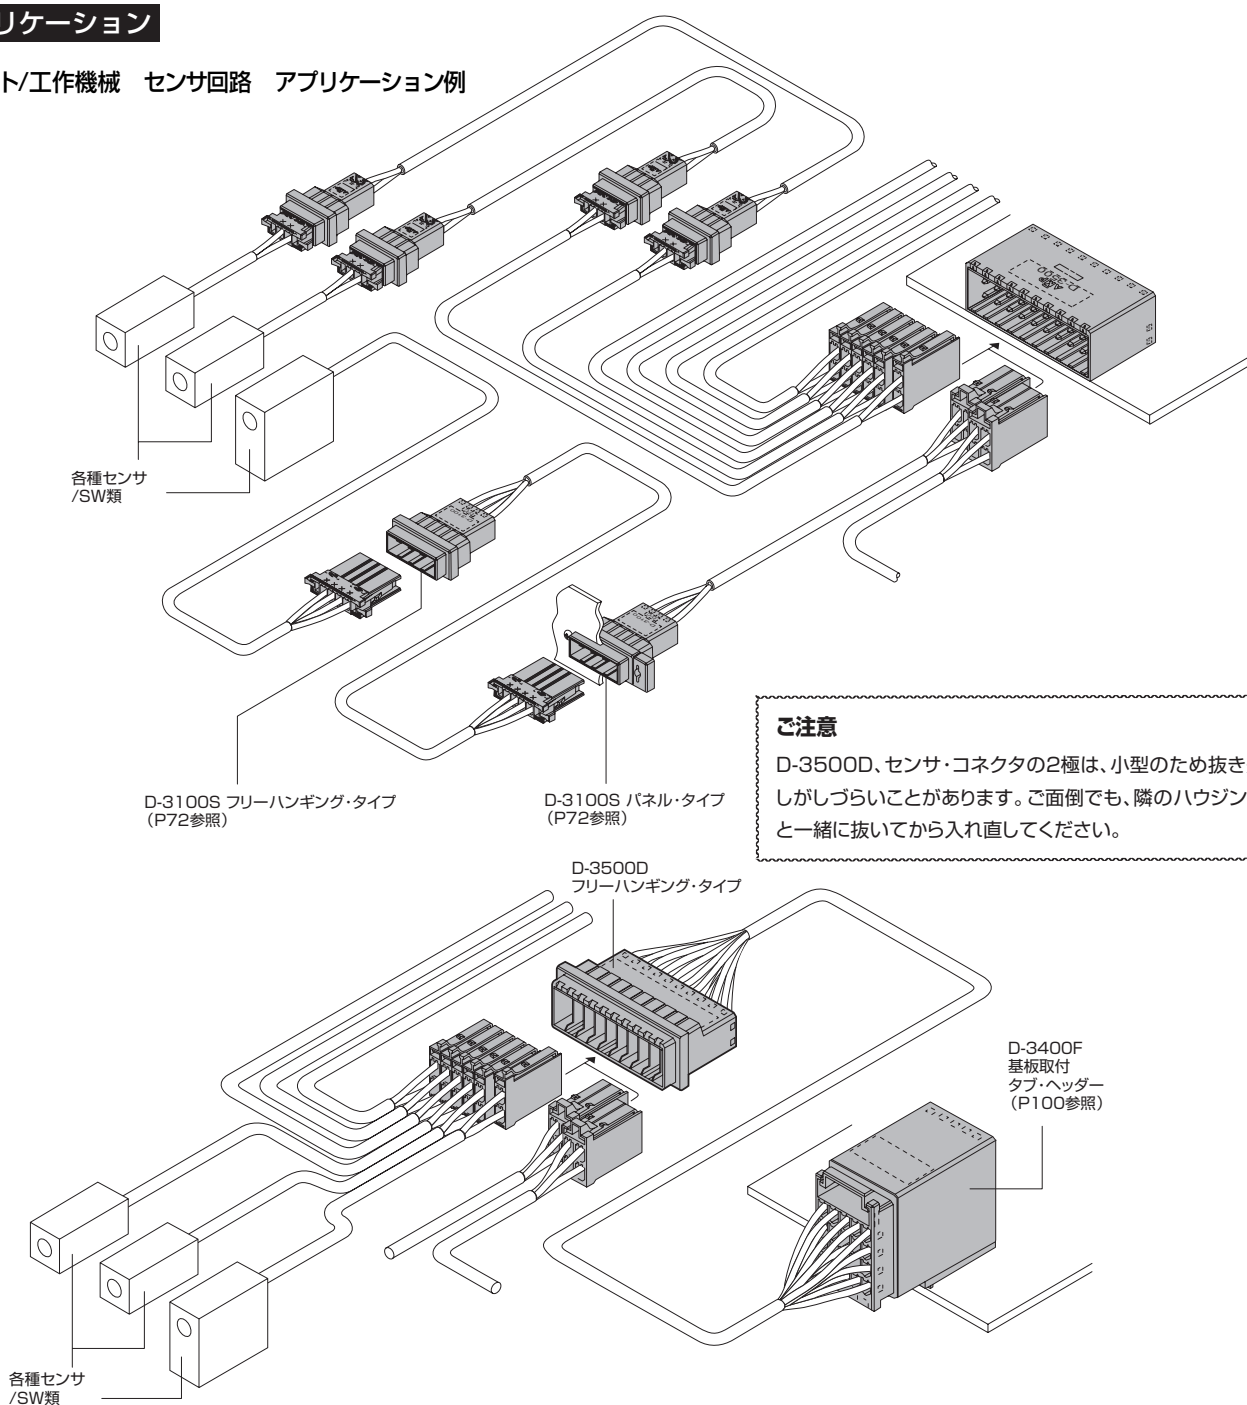 リケーション
ト/工作機械　センサ回路　アプリケーション例
D-3500
各種センサ
/SW類
D-3100S フリーハンギング・タイプ
（P72参照）
D-3100S パネル・タイプ
（P72参照）
ご注意
D-3500D、センサ・コネクタの2極は、小型のため抜き
しがしづらいことがあります。ご面倒でも、隣のハウジン
と一緒に抜いてから入れ直してください。
D-3500D
フリーハンギング・タイプ
D-3400F
基板取付
タブ・ヘッダー
（P100参照）
各種センサ
/SW類